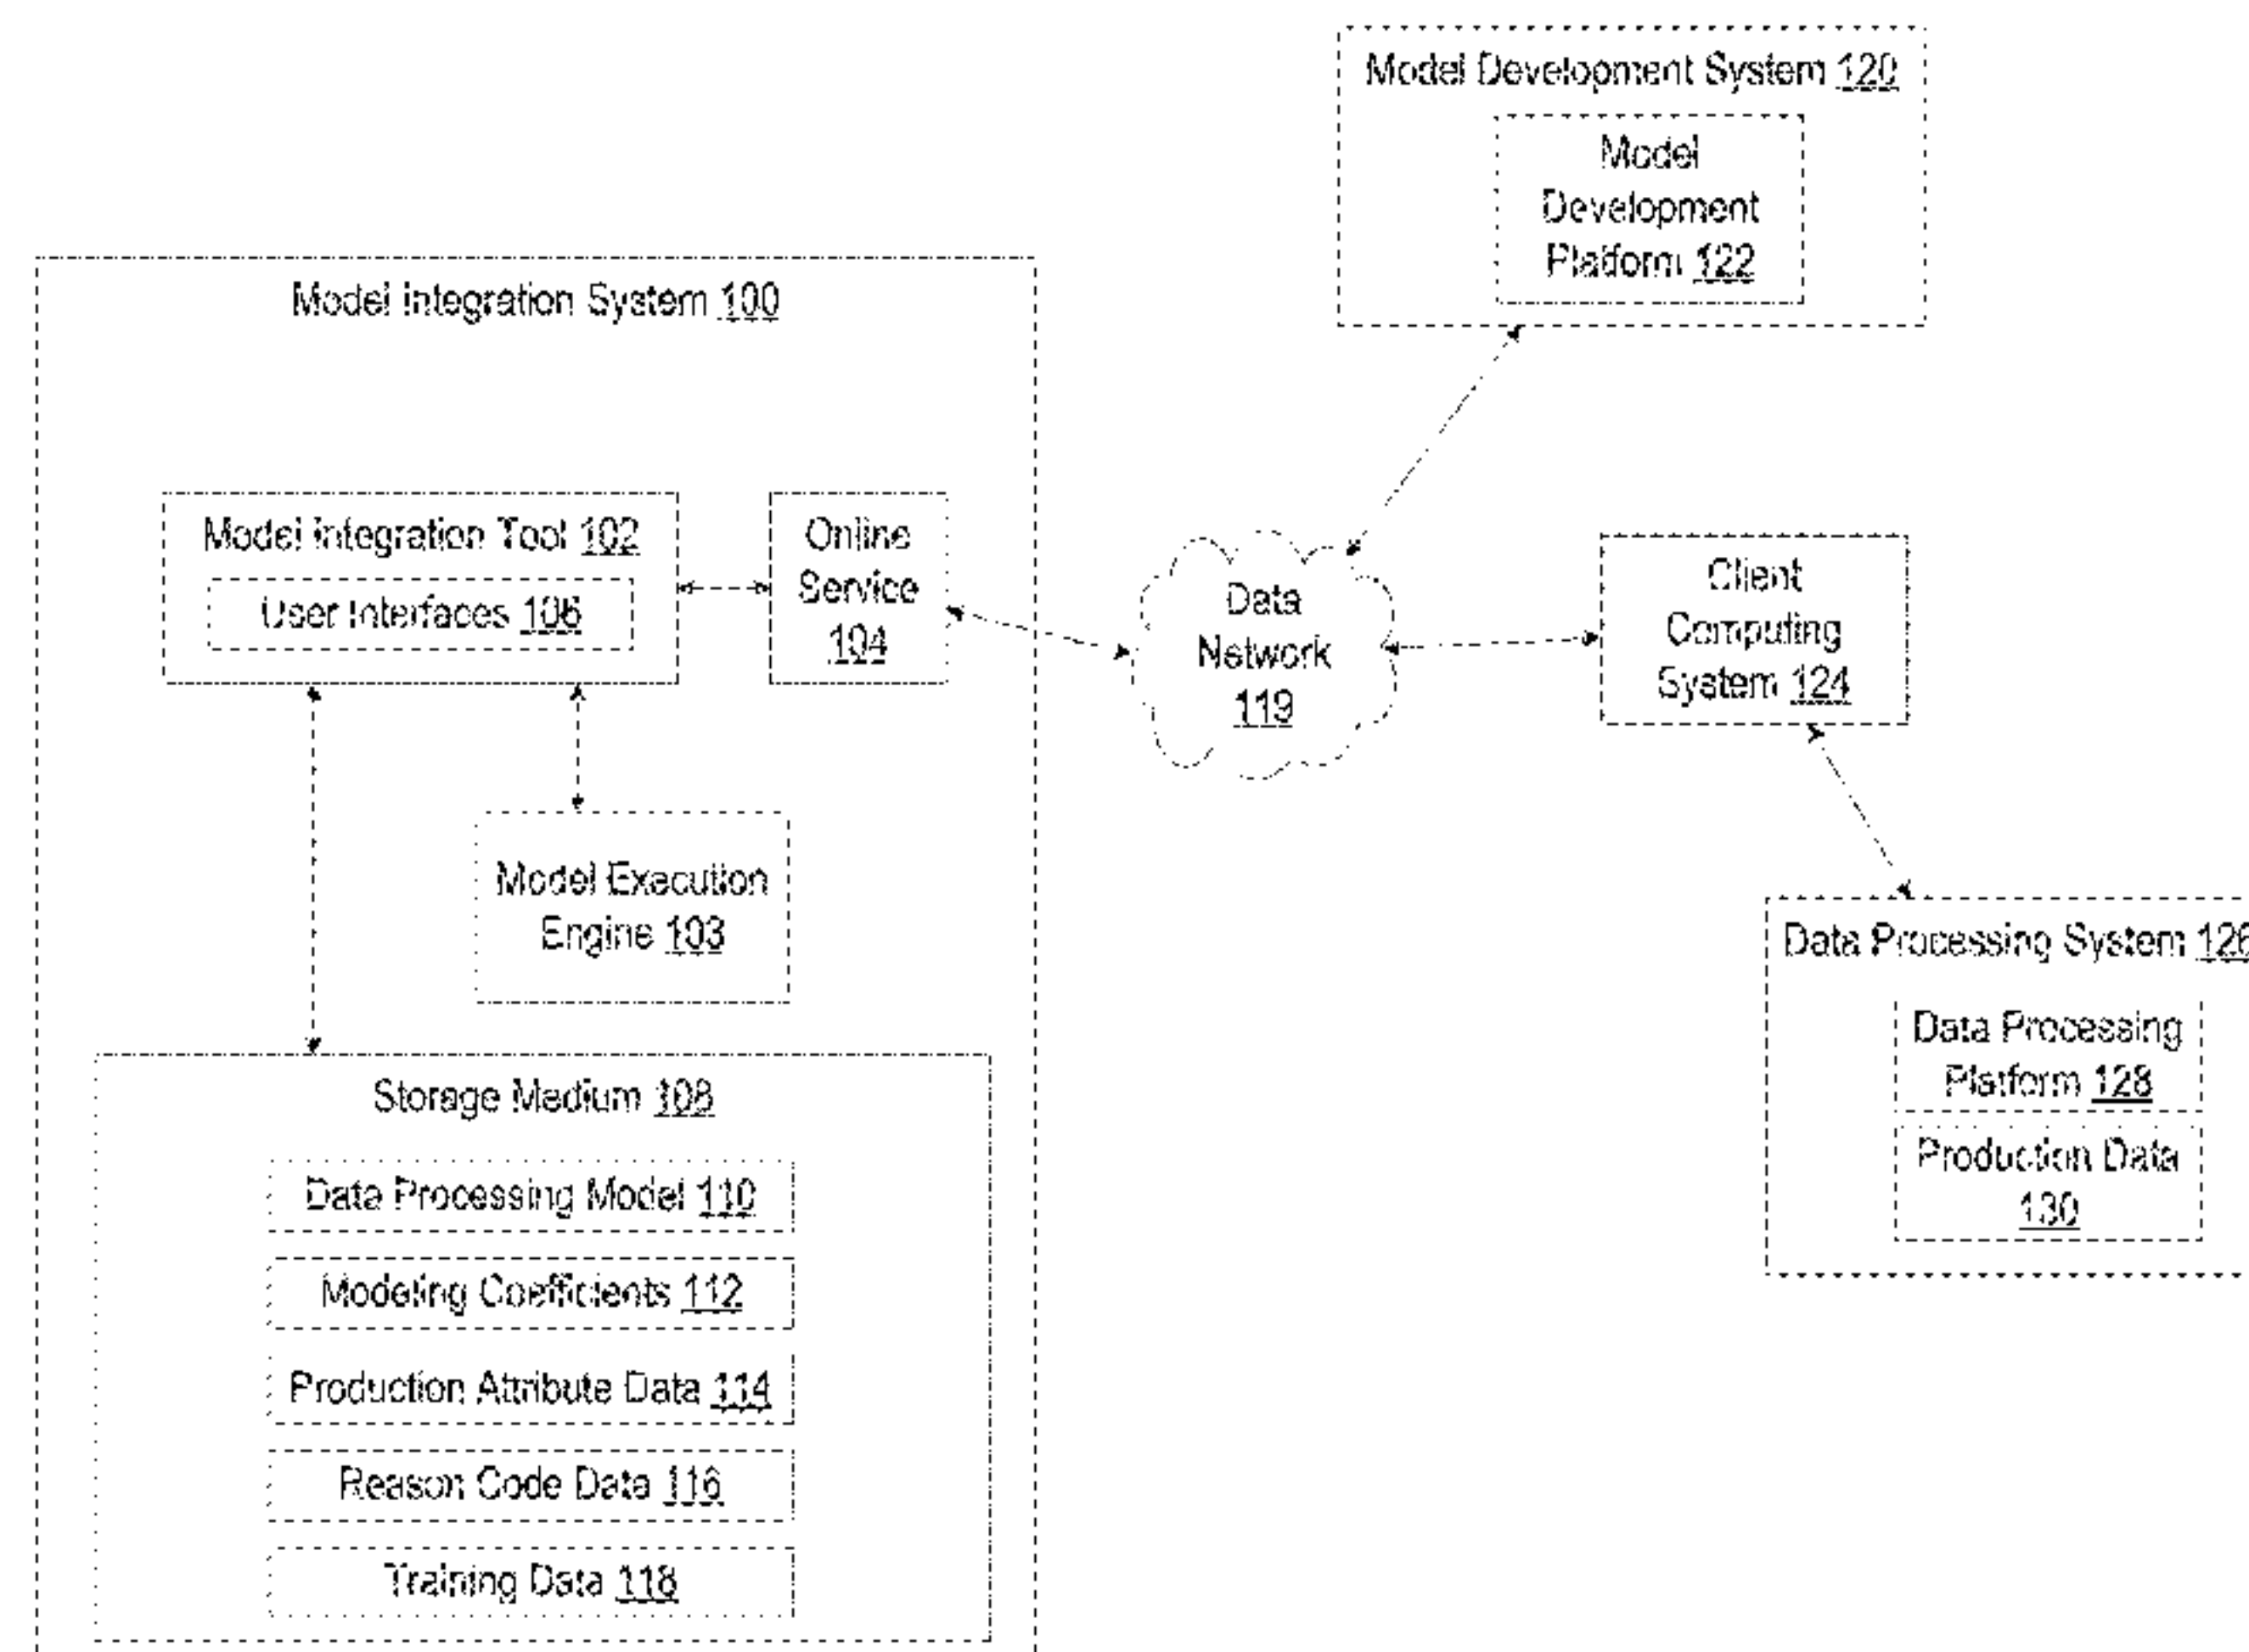 Model Development System 120
Model
Development
Platform 122
Model Integration System 100
Model Integration Tool 102
User Interfaces 106
Online
Service
104
Data
Network
119
Client
Computing
System 124
Model Execution
Engine 103
Data Processing System 126
Data Processing
Platform 128
Production Data
130
Storage Medium 108
Data Processing Model 110
Modeling Coefficients 112
Production Attribute Data 114
Reason Code Data 116
Training Data 118